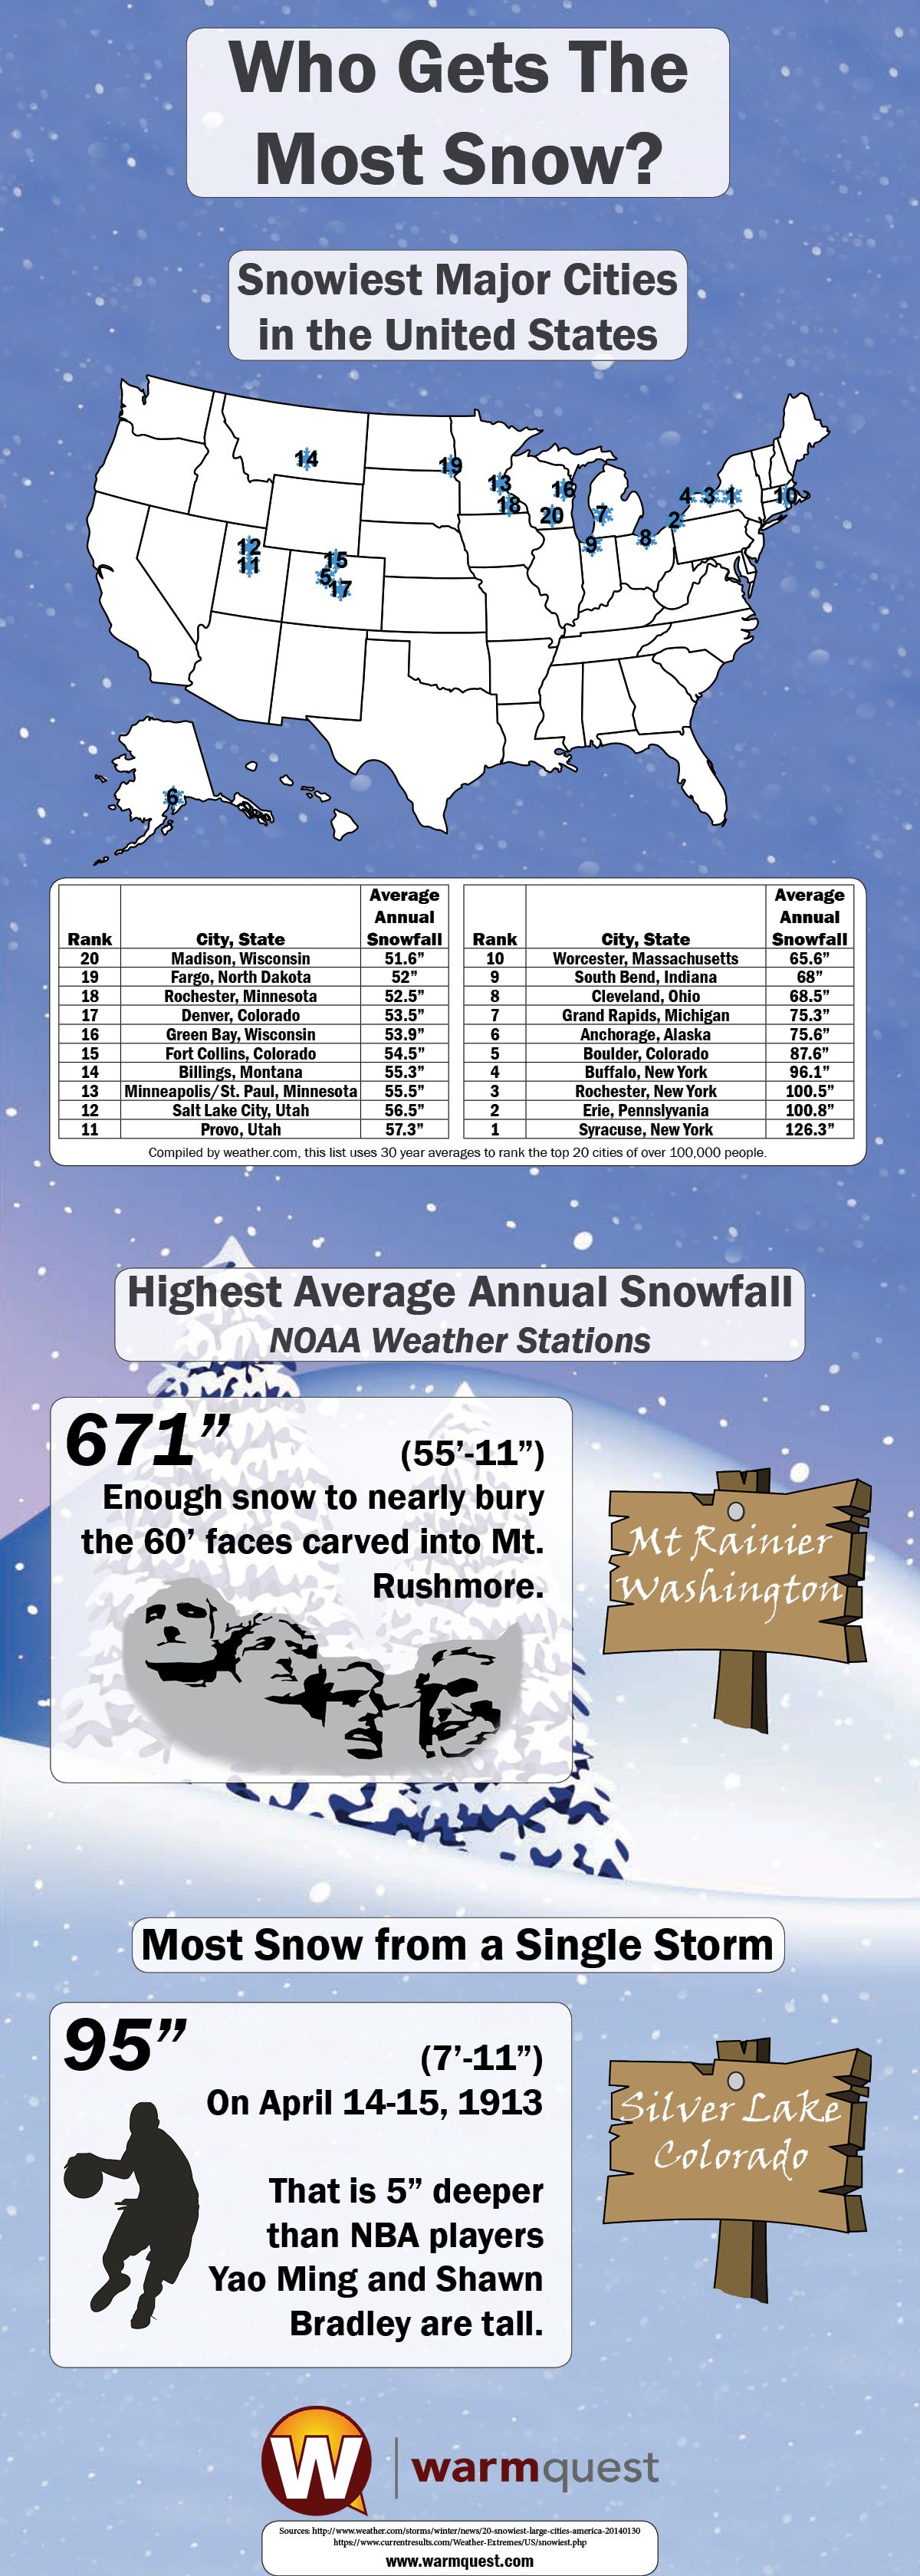 Who Gets The
Most Snow?
Snowiest Major Cities
in the United States
14
19
13
18
16
20
7
9
8
2
4 3 1
10
12
11
15
5
17
6
Rank City, State Average Annual Snowfall
20 Madison, Wisconsin 51.6”
19 Fargo, North Dakota 52”
18 Rochester, Minnesota 52.5”
17 Denver, Colorado 53.5”
16 Green Bay, Wisconsin 53.9”
15 Fort Collins, Colorado 54.5”
14 Billings, Montana 55.3”
13 Minneapolis/St. Paul, Minnesota 55.5”
12 Salt Lake City, Utah 56.5”
11 Provo, Utah 57.3”
Rank City, State Average Annual Snowfall
10 Worcester, Massachusetts 65.6”
9 South Bend, Indiana 68”
8 Cleveland, Ohio 68.5”
7 Grand Rapids, Michigan 75.3”
6 Anchorage, Alaska 75.6”
5 Boulder, Colorado 87.6”
4 Buffalo, New York 96.1”
3 Rochester, New York 100.5”
2 Erie, Pennslyvania 100.8”
1 Syracuse, New York 126.3”
Compiled by weather.com, this list uses 30 year averages to rank the top 20 cities of over 100,000 people.
Highest Average Annual Snowfall
NOAA Weather Stations
671”
(55’-11”)
Enough snow to nearly bury
the 60’ faces carved into Mt.
Rushmore.
Mt Rainier
Washington
Most Snow from a Single Storm
95”
(7’-11”)
On April 14-15, 1913
That is 5” deeper
than NBA players
Yao Ming and Shawn
Bradley are tall.
Silver Lake
Colorado
W | warmquest
Sources: http://www.weather.com/storms/winter/news/20-snowiest-large-cities-america-20140130
https://www.currentresults.com/Weather-Extremes/US/snowiest.php
www.warmquest.com